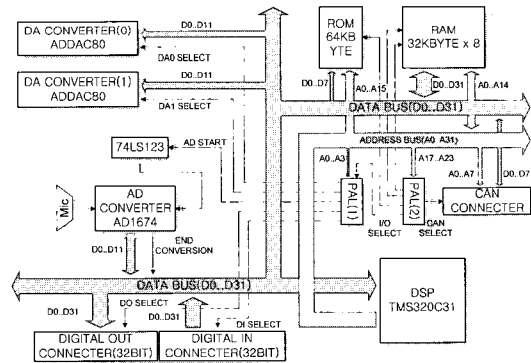 DA CONVERTER(0)
ADDAC80
D0..D11
DA0 SELECT
DA CONVERTER(1)
ADDAC80
D0..D11
DA1 SELECT
ROM
64KB
YTE
RAM
32KBYTE x 8
D0..D7
A0..A15
D0..D31
A0..A14
DATA BUS(D0..D31)
74LS123
AD START
ADDRESS BUS(A0..A31)
A0..A3
A17..A23
A0..A7
D0..D7
Mic
AD
CONVERTER
AD1674
PAL(1)
PAL(2)
CAN
CONNECTER
I/O
SELECT
CAN
SELECT
D0..D11
END
CONVERSION
DATA BUS(D0..D31)
D0..D31
DO SELECT
D0..D31
DI SELECT
DSP
TMS320C31
DIGITAL OUT
CONNECTER(32BIT)
DIGITAL IN
CONNECTER(32BIT)